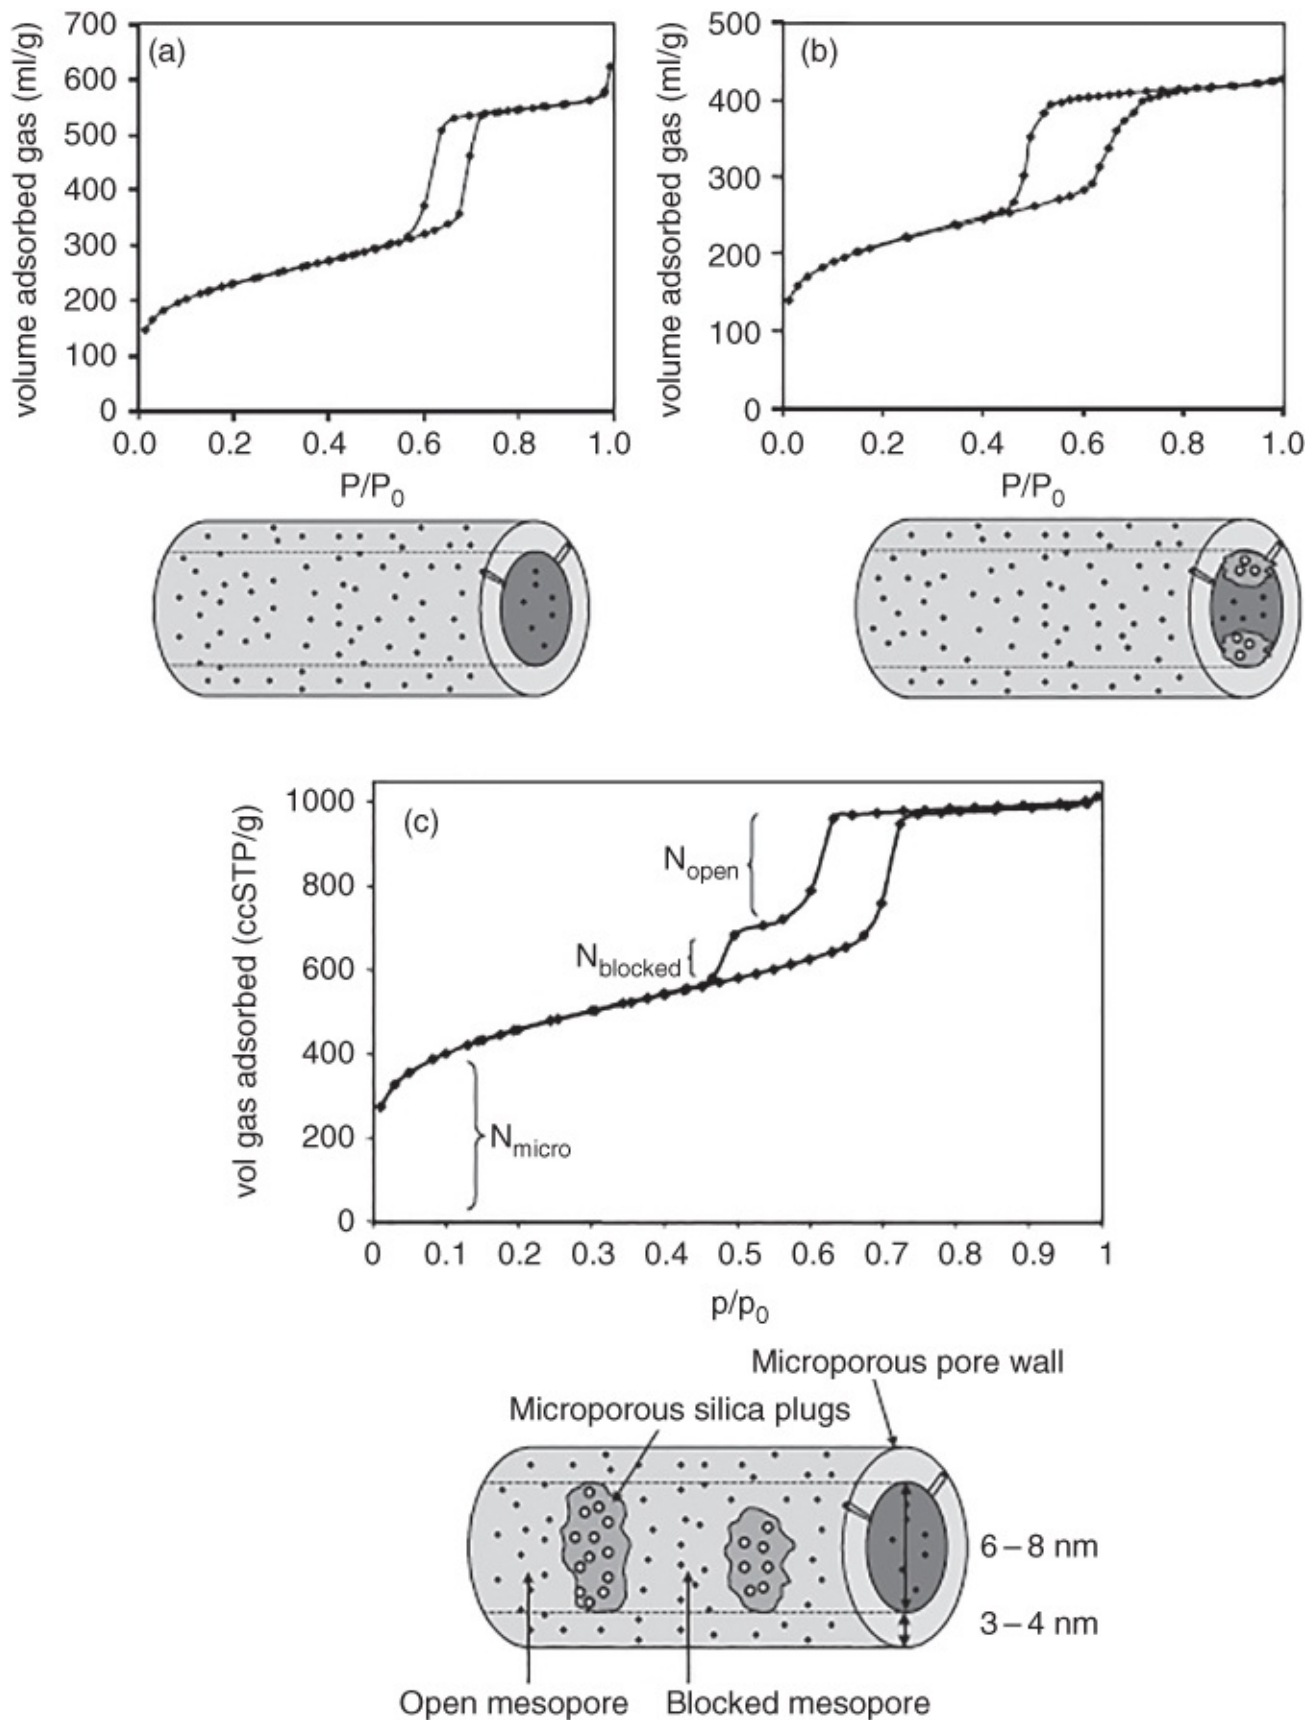 (a)
volume adsorbed gas (ml/g)
700
600
500
400
300
200
100
0
0.0 0.2 0.4 0.6 0.8 1.0
P/P0
(b)
volume adsorbed gas (ml/g)
500
400
300
200
100
0
0.0 0.2 0.4 0.6 0.8 1.0
P/P0
(c)
vol gas adsorbed (ccSTP/g)
1000
800
600
400
200
0
Nopen
Nblocked
Nmicro
0 0.1 0.2 0.3 0.4 0.5 0.6 0.7 0.8 0.9 1
p/p0
Microporous pore wall
Microporous silica plugs
6–8 nm
3–4 nm
Open mesopore Blocked mesopore